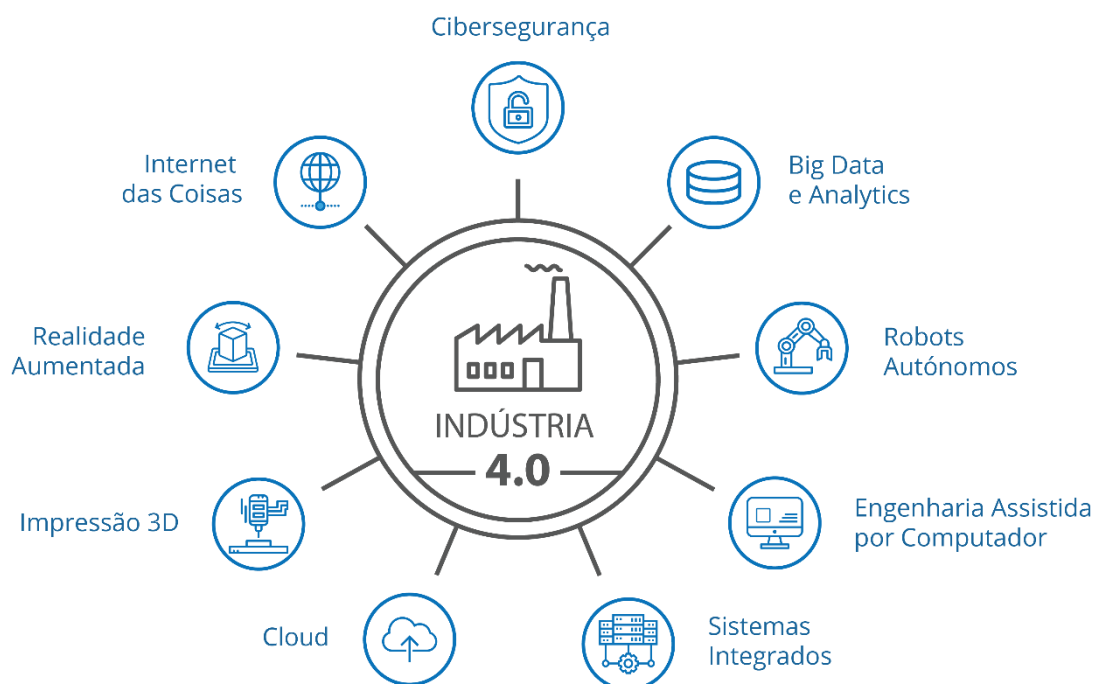 Cibersegurança
Internet
das Coisas
Big Data
e Analytics
Realidade
Aumentada
Robots
Autónomos
INDÚSTRIA
4.0
Impressão 3D
Engenharia Assistida
por Computador
Cloud
Sistemas
Integrados